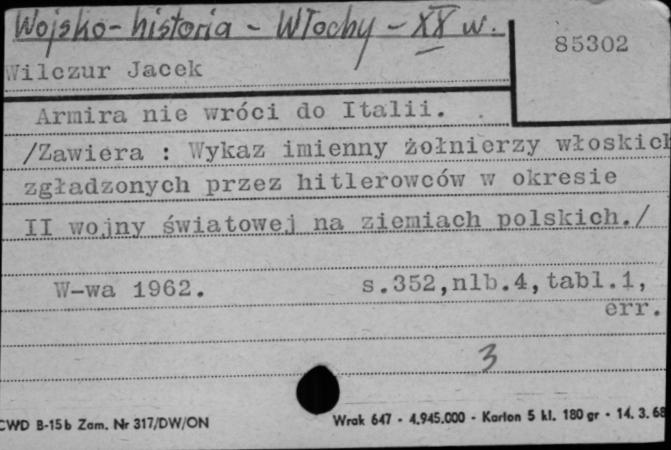 Wojsko - historia - Włochy - XX w.
85302
Wilczur Jacek
Armira nie wróci do Italii.
/Zawiera : Wykaz imienny żołnierzy włoskich
zgładzonych przez hitlerowców w okresie
II wojny światowej na ziemiach polskich./
W-wa 1962. s.352,nlb.4,tabl.1,
err.
3
CWD B-15b Zam. Nr 317/DW/ON Wrak 647 - 4.945.000 - Karton 5 kl. 180 gr - 14.3.68